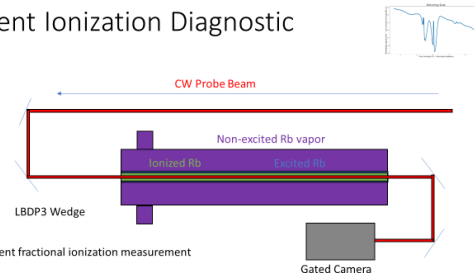 ent Ionization Diagnostic
CW Probe Beam
Non-excited Rb vapor
Ionized Rb
Excited Rb
LBDP3 Wedge
ent fractional ionization measurement
Gated Camera